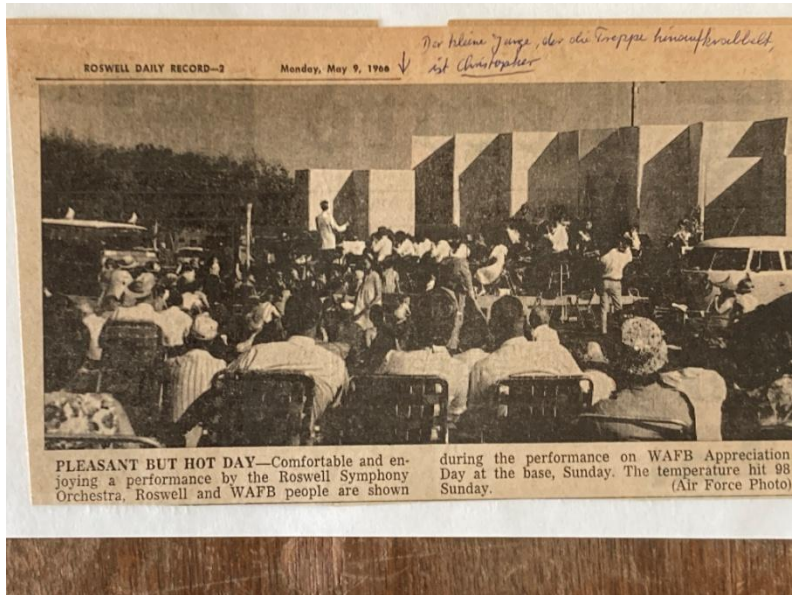 Der kleine Junge, der die Treppe hinaufkrabbelt,
ist Christopher
ROSWELL DAILY RECORD—2 Monday, May 9, 1966
PLEASANT BUT HOT DAY—Comfortable and en-
joying a performance by the Roswell Symphony
Orchestra, Roswell and WAFB people are shown
during the performance on WAFB Appreciation
Day at the base, Sunday. The temperature hit 98
Sunday. (Air Force Photo)